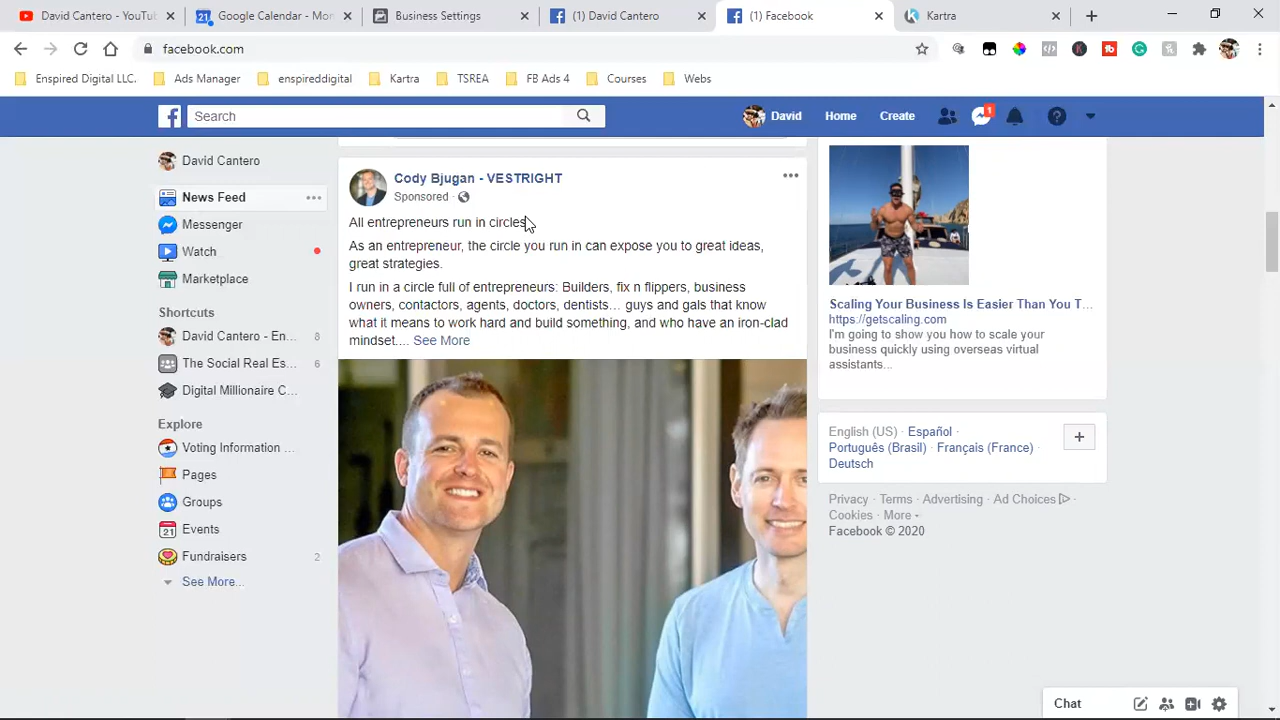 David Cantero - YouTu
Google Calendar - Mon
Business Settings
(1) David Cantero
(1) Facebook
Kartra
facebook.com
Enspired Digital LLC.
Ads Manager
enspireddigital
Kartra
TSREA
FB Ads 4
Courses
Webs
Search
David
Home
Create
1
David Cantero
News Feed
Messenger
Watch
Marketplace
Shortcuts
David Cantero - En... 8
The Social Real Es... 6
Digital Millionaire C...
Explore
Voting Information ...
Pages
Groups
Events
Fundraisers 2
See More...
Cody Bjugan - VESTRIGHT
Sponsored ·
All entrepreneurs run in circles
As an entrepreneur, the circle you run in can expose you to great ideas,
great strategies.
I run in a circle full of entrepreneurs: Builders, fix n flippers, business
owners, contactors, agents, doctors, dentists... guys and gals that know
what it means to work hard and build something, and who have an iron-clad
mindset.... See More
Scaling Your Business Is Easier Than You T...
https://getscaling.com
I'm going to show you how to scale your
business quickly using overseas virtual
assistants...
English (US) · Español ·
Português (Brasil) · Français (France) ·
Deutsch
Privacy · Terms · Advertising · Ad Choices ·
Cookies · More
Facebook © 2020
Chat